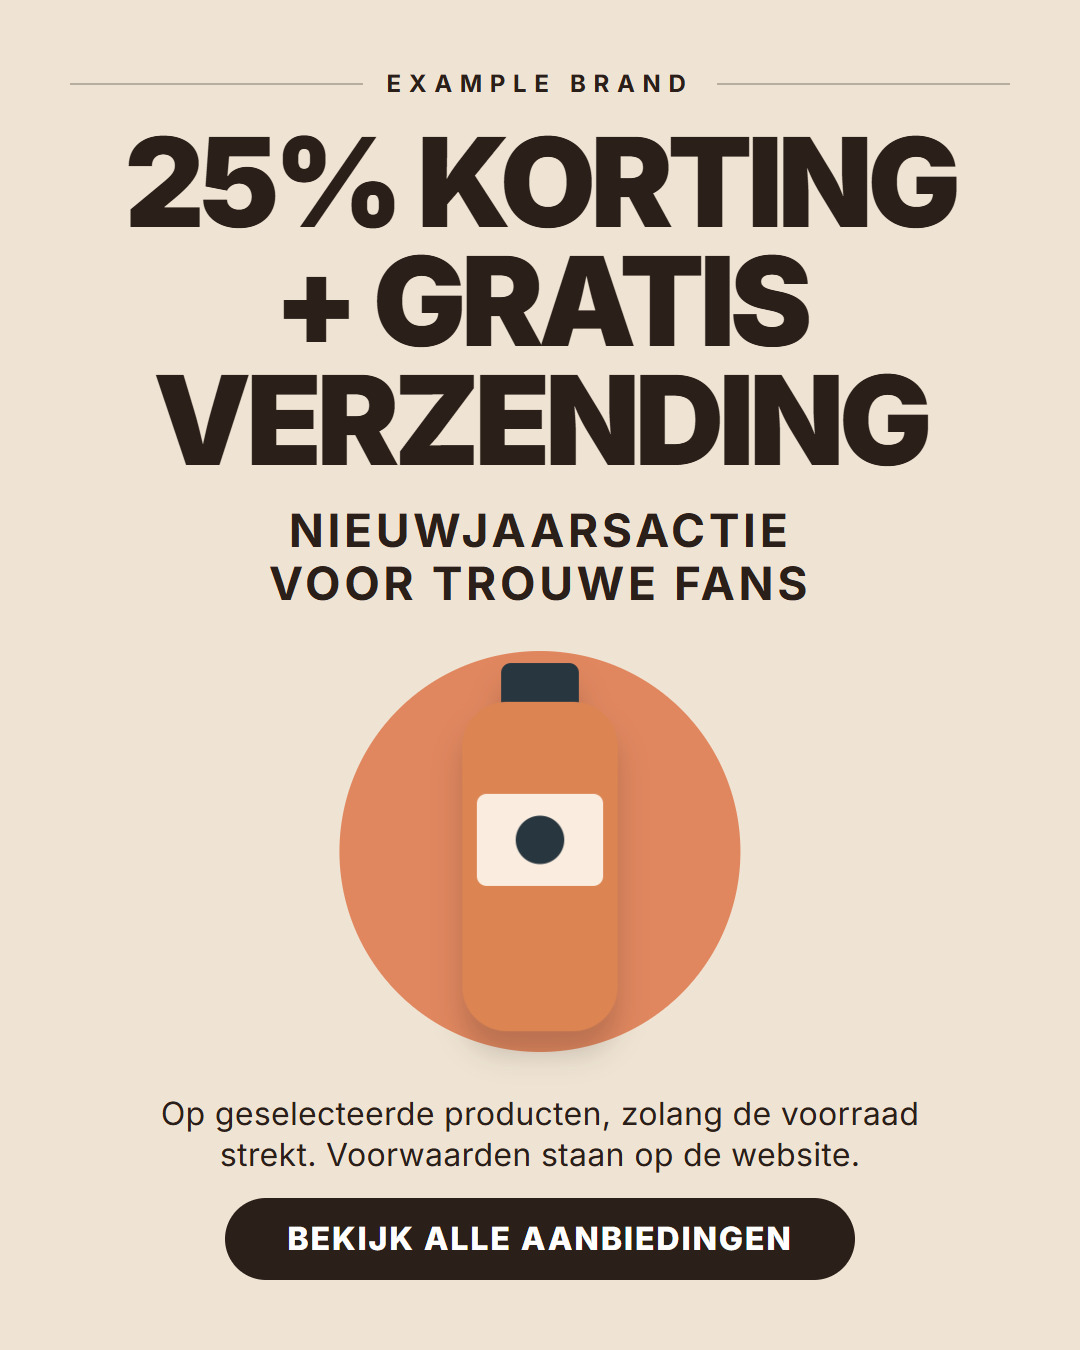 EXAMPLE BRAND
25% KORTING
+ GRATIS
VERZENDING
NIEUWJAARSACTIE
VOOR TROUWE FANS
Op geselecteerde producten, zolang de voorraad
strekt. Voorwaarden staan op de website.
BEKIJK ALLE AANBIEDINGEN